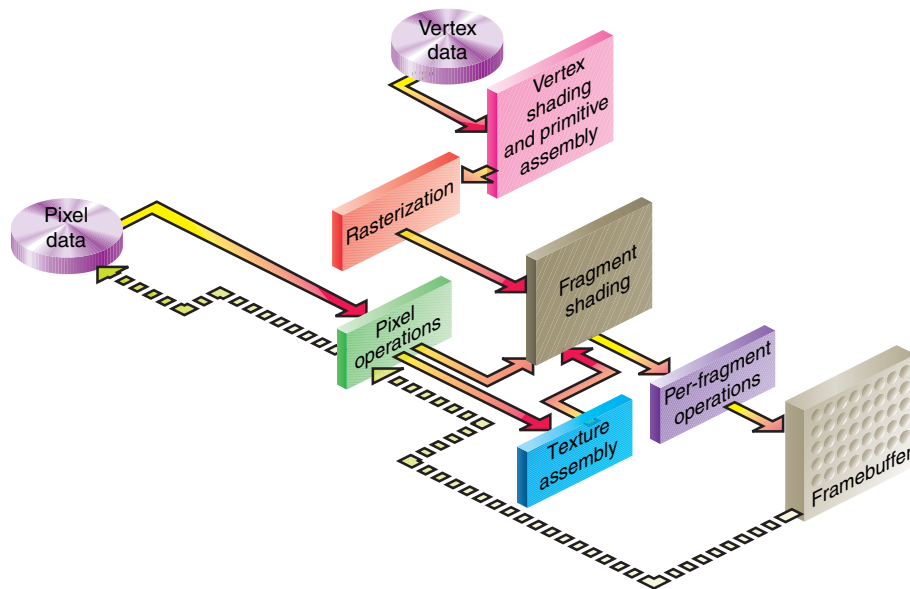 Vertex
data
Vertex
shading
and primitive
assembly
Rasterization
Pixel
data
Fragment
shading
Pixel
operations
Per-fragment
operations
Texture
assembly
Framebuffer